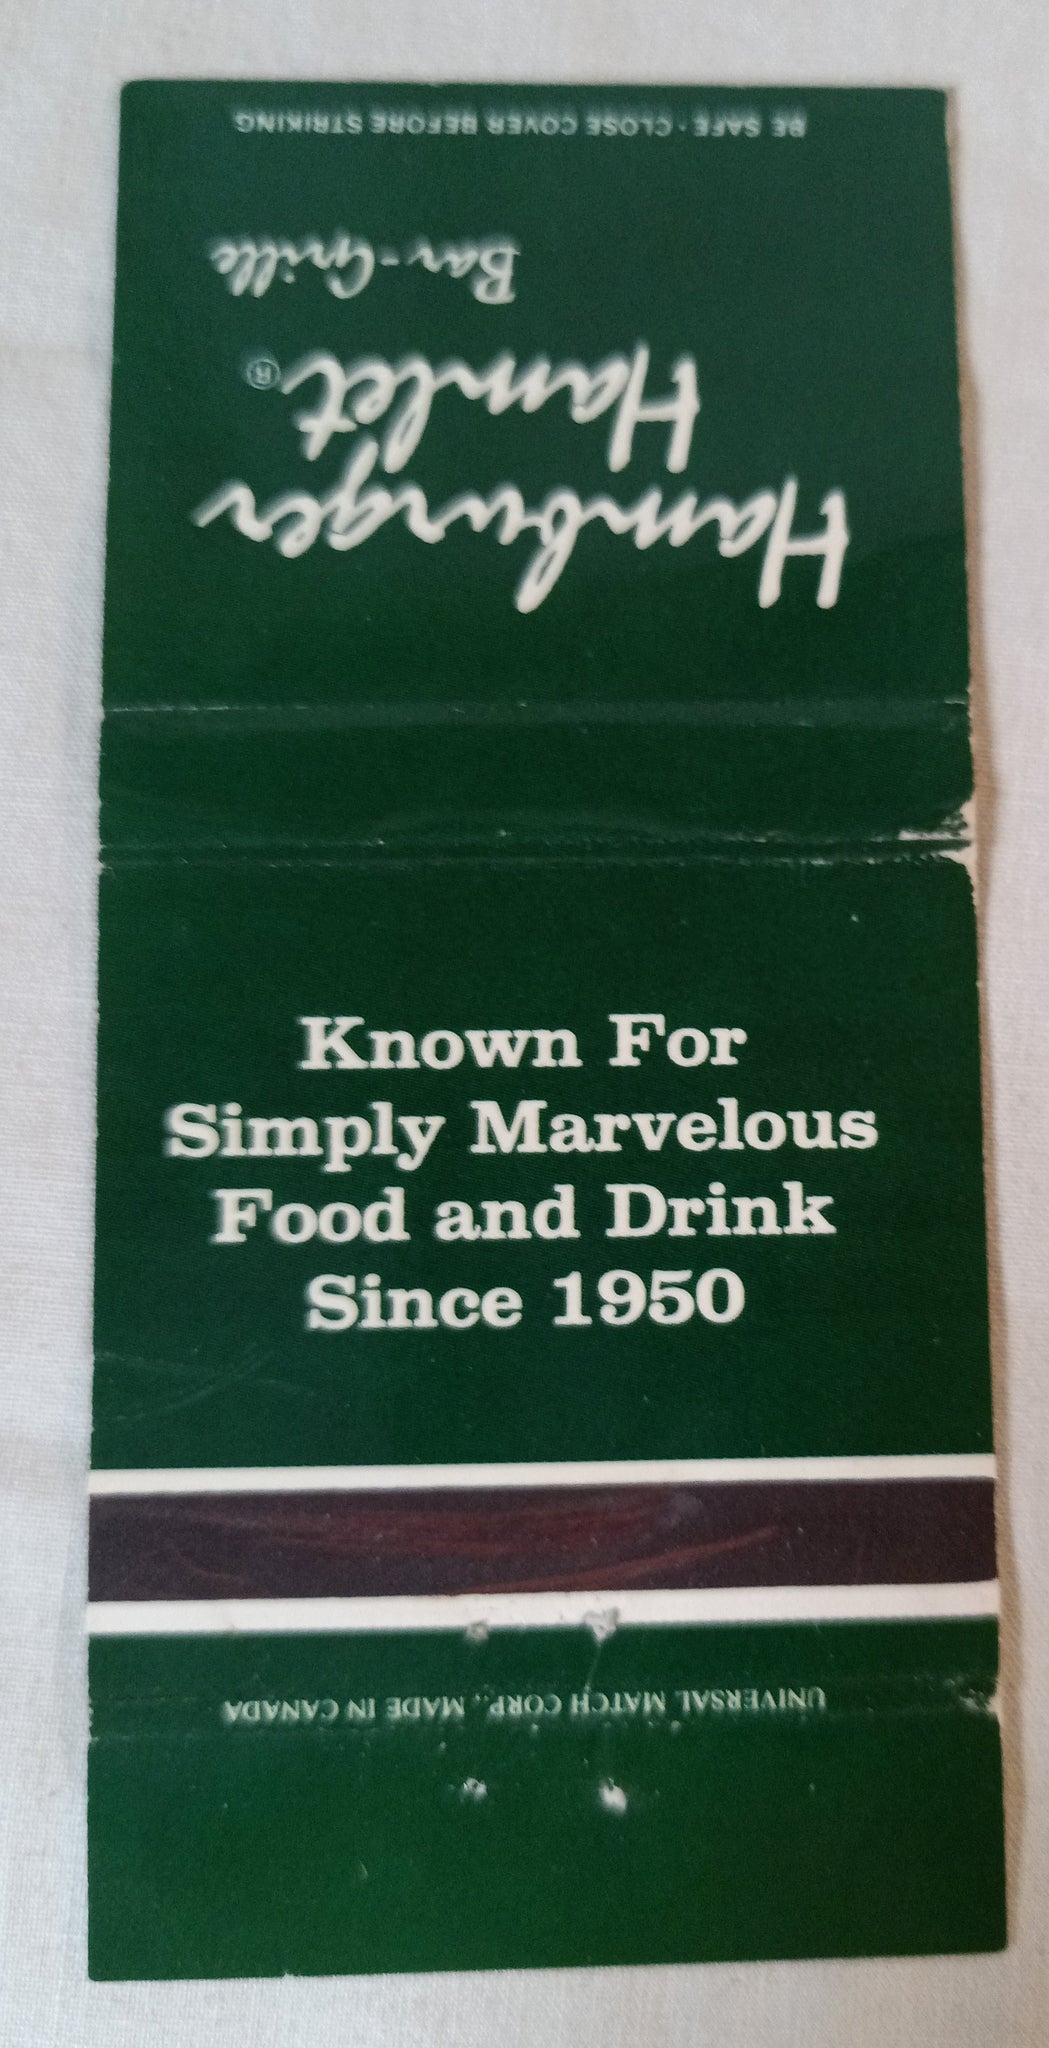 BE SAFE - CLOSE COVER BEFORE STRIKING
Hamburger
Hamlet®
Bar-Grille
Known For
Simply Marvelous
Food and Drink
Since 1950
UNIVERSAL MATCH CORP., MADE IN CANADA